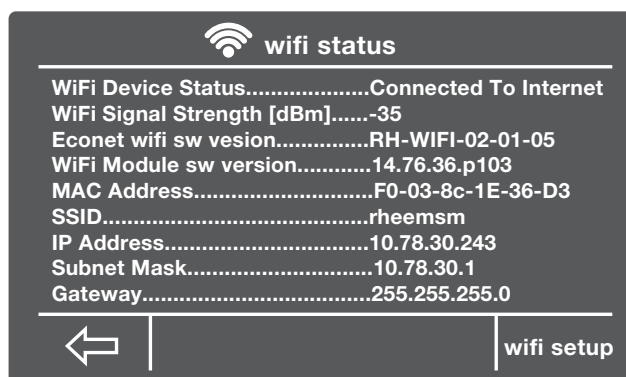 wifi status
WiFi Device Status....................Connected To Internet
WiFi Signal Strength [dBm]......-35
Econet wifi sw vesion...............RH-WIFI-02-01-05
WiFi Module sw version............14.76.36.p103
MAC Address.............................F0-03-8c-1E-36-D3
SSID...........................................rheemsm
IP Address.................................10.78.30.243
Subnet Mask..............................10.78.30.1
Gateway.....................................255.255.255.0
wifi setup